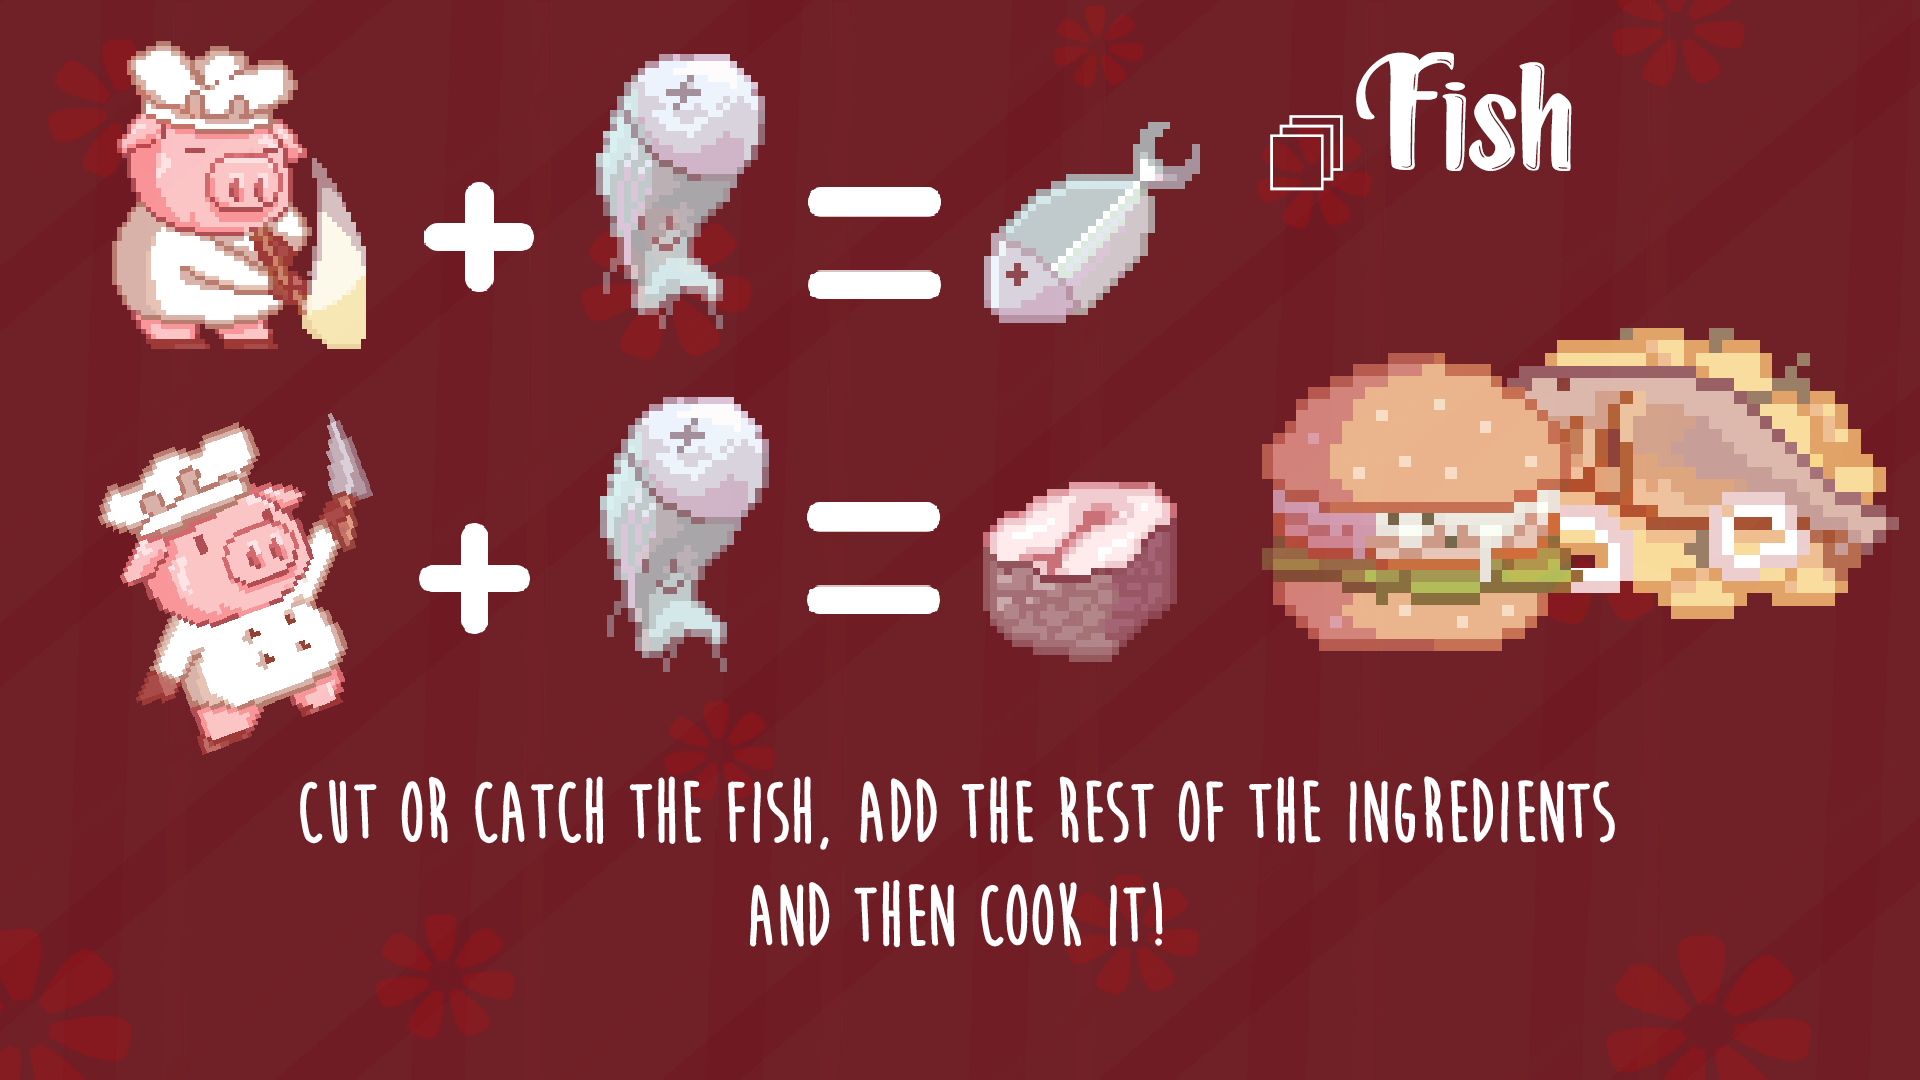 Fish
CUT OR CATCH THE FISH, ADD THE REST OF THE INGREDIENTS
AND THEN COOK IT!